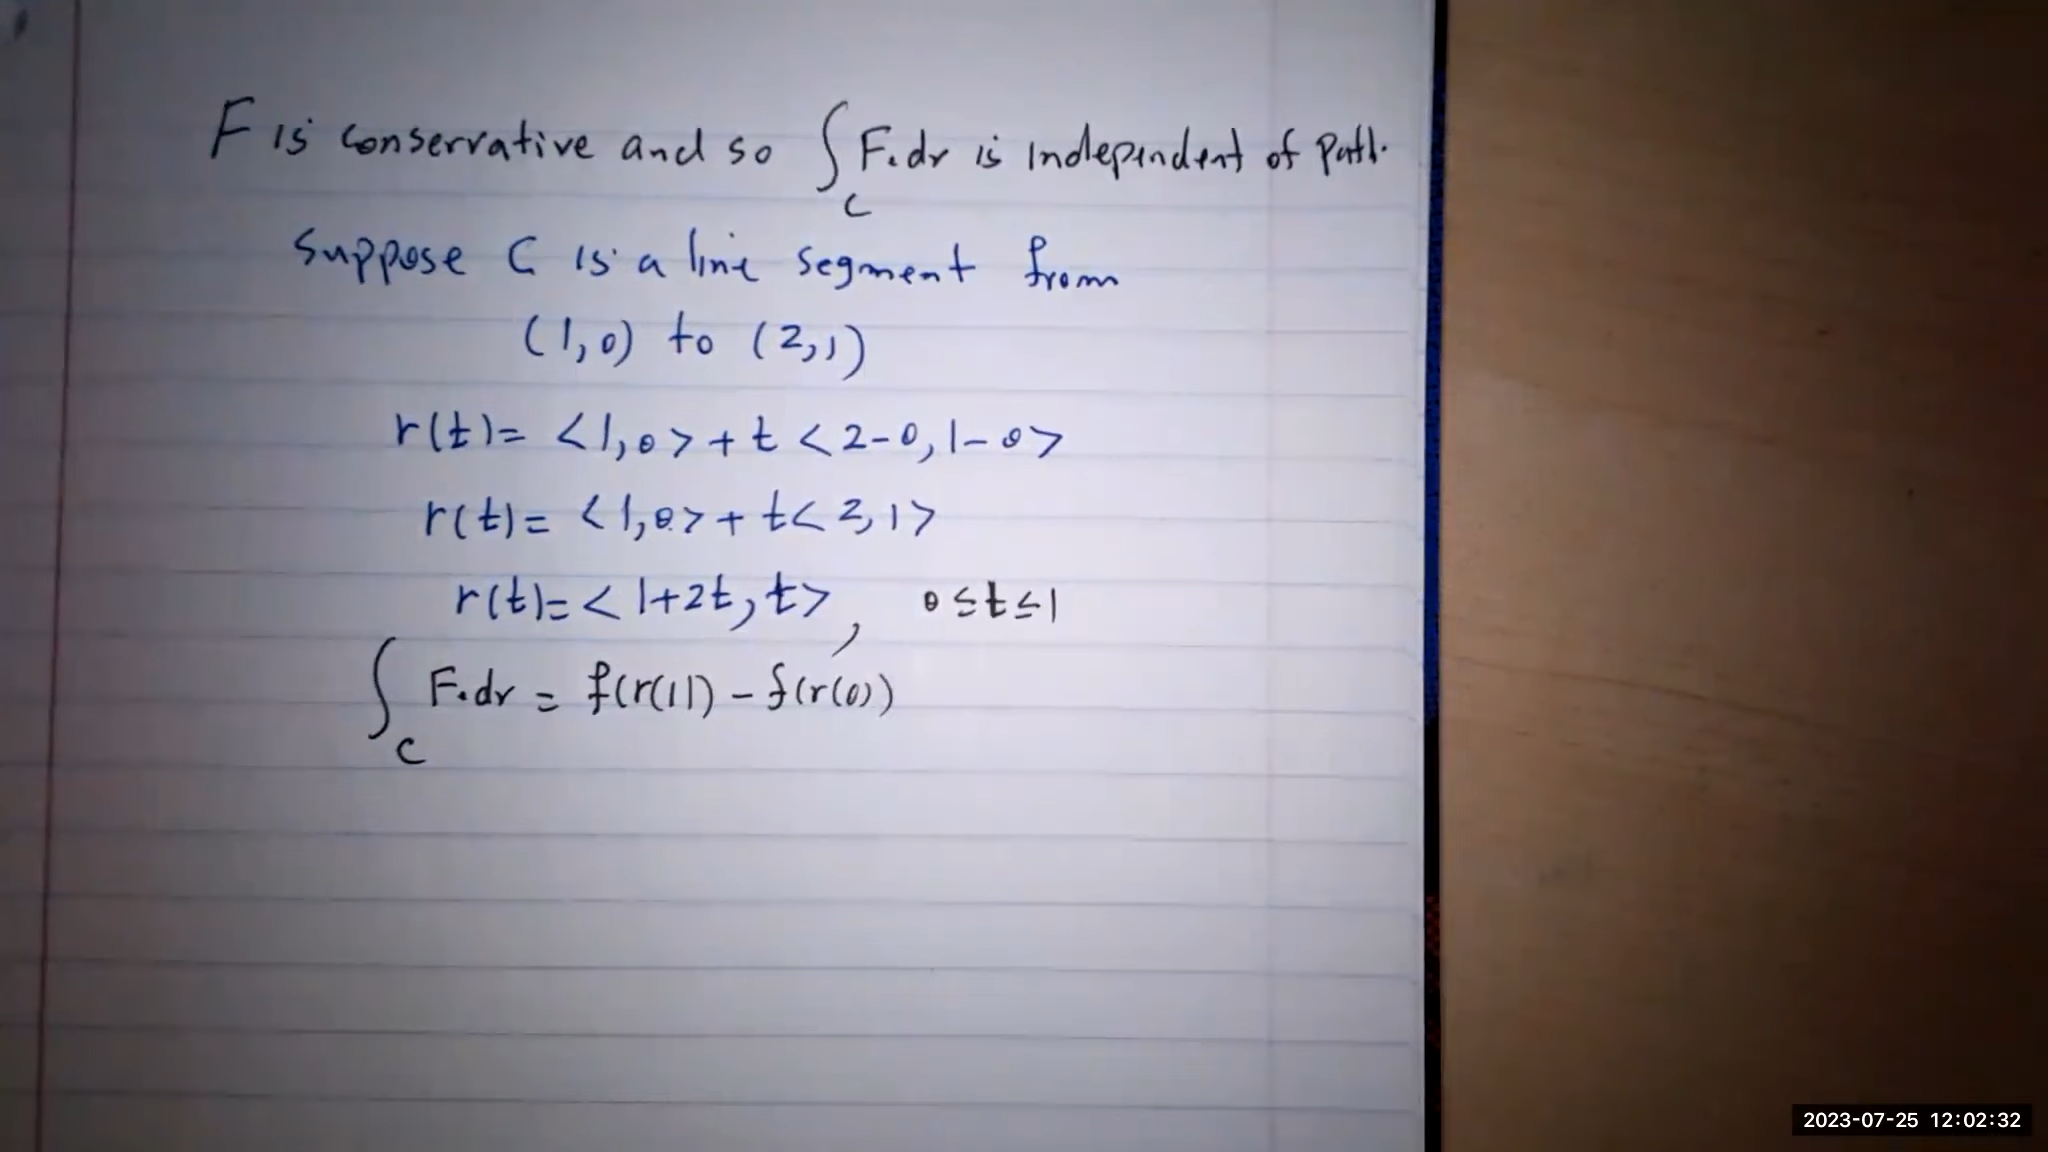 F is conservative and so ∫_C F.dr is independent of path.
Suppose C is a line segment from
(1,0) to (2,1)
r(t)= <1,0> + t <2-0, 1-0>
r(t)= <1,0> + t<2,1>
r(t)= <1+2t, t>, 0≤t≤1
∫_C F.dr = f(r(1)) - f(r(0))
2023-07-25 12:02:32